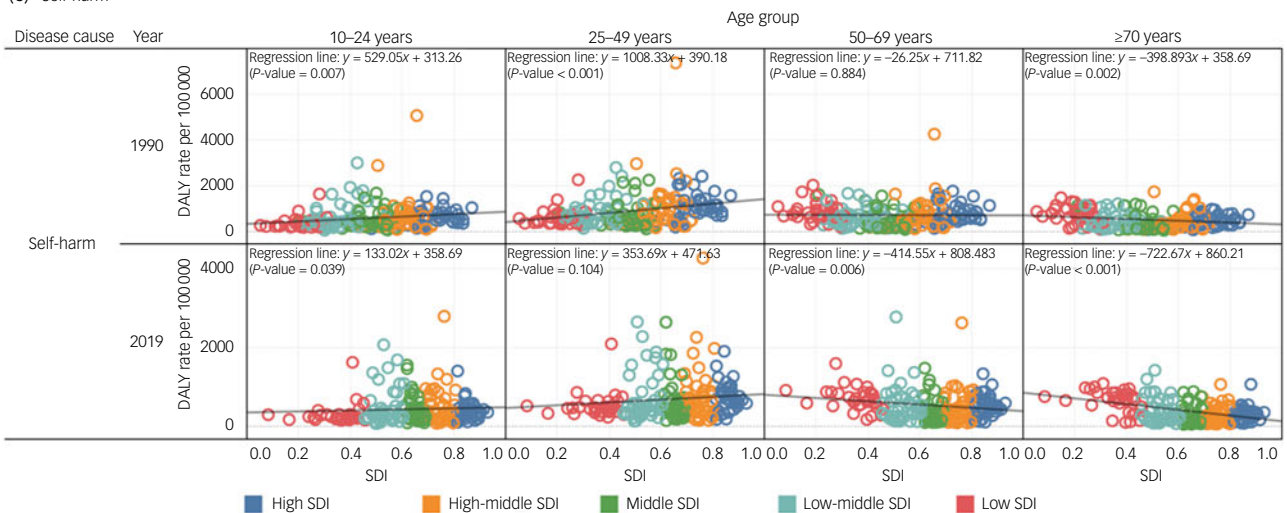 Age group
Disease cause Year 10–24 years 25–49 years 50–69 years ≥70 years
Regression line: y = 529.05x + 313.26
(P-value = 0.007)
Regression line: y = 1008.33x + 390.18
(P-value < 0.001)
Regression line: y = –26.25x + 711.82
(P-value = 0.884)
Regression line: y = –398.893x + 358.69
(P-value = 0.002)
Self-harm
1990
DALY rate per 100 000
6000
4000
2000
0
Regression line: y = 133.02x + 358.69
(P-value = 0.039)
Regression line: y = 353.69x + 471.63
(P-value = 0.104)
Regression line: y = –414.55x + 808.483
(P-value = 0.006)
Regression line: y = –722.67x + 860.21
(P-value < 0.001)
2019
DALY rate per 100 000
4000
2000
0
0.0 0.2 0.4 0.6 0.8 1.0 0.0 0.2 0.4 0.6 0.8 1.0 0.0 0.2 0.4 0.6 0.8 1.0 0.0 0.2 0.4 0.6 0.8 1.0
SDI SDI SDI SDI
High SDI High-middle SDI Middle SDI Low-middle SDI Low SDI